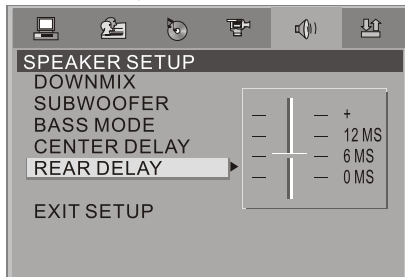 SPEAKER SETUP
DOWNMIX
SUBWOOFER
BASS MODE
CENTER DELAY
REAR DELAY
EXIT SETUP
+
12 MS
6 MS
0 MS